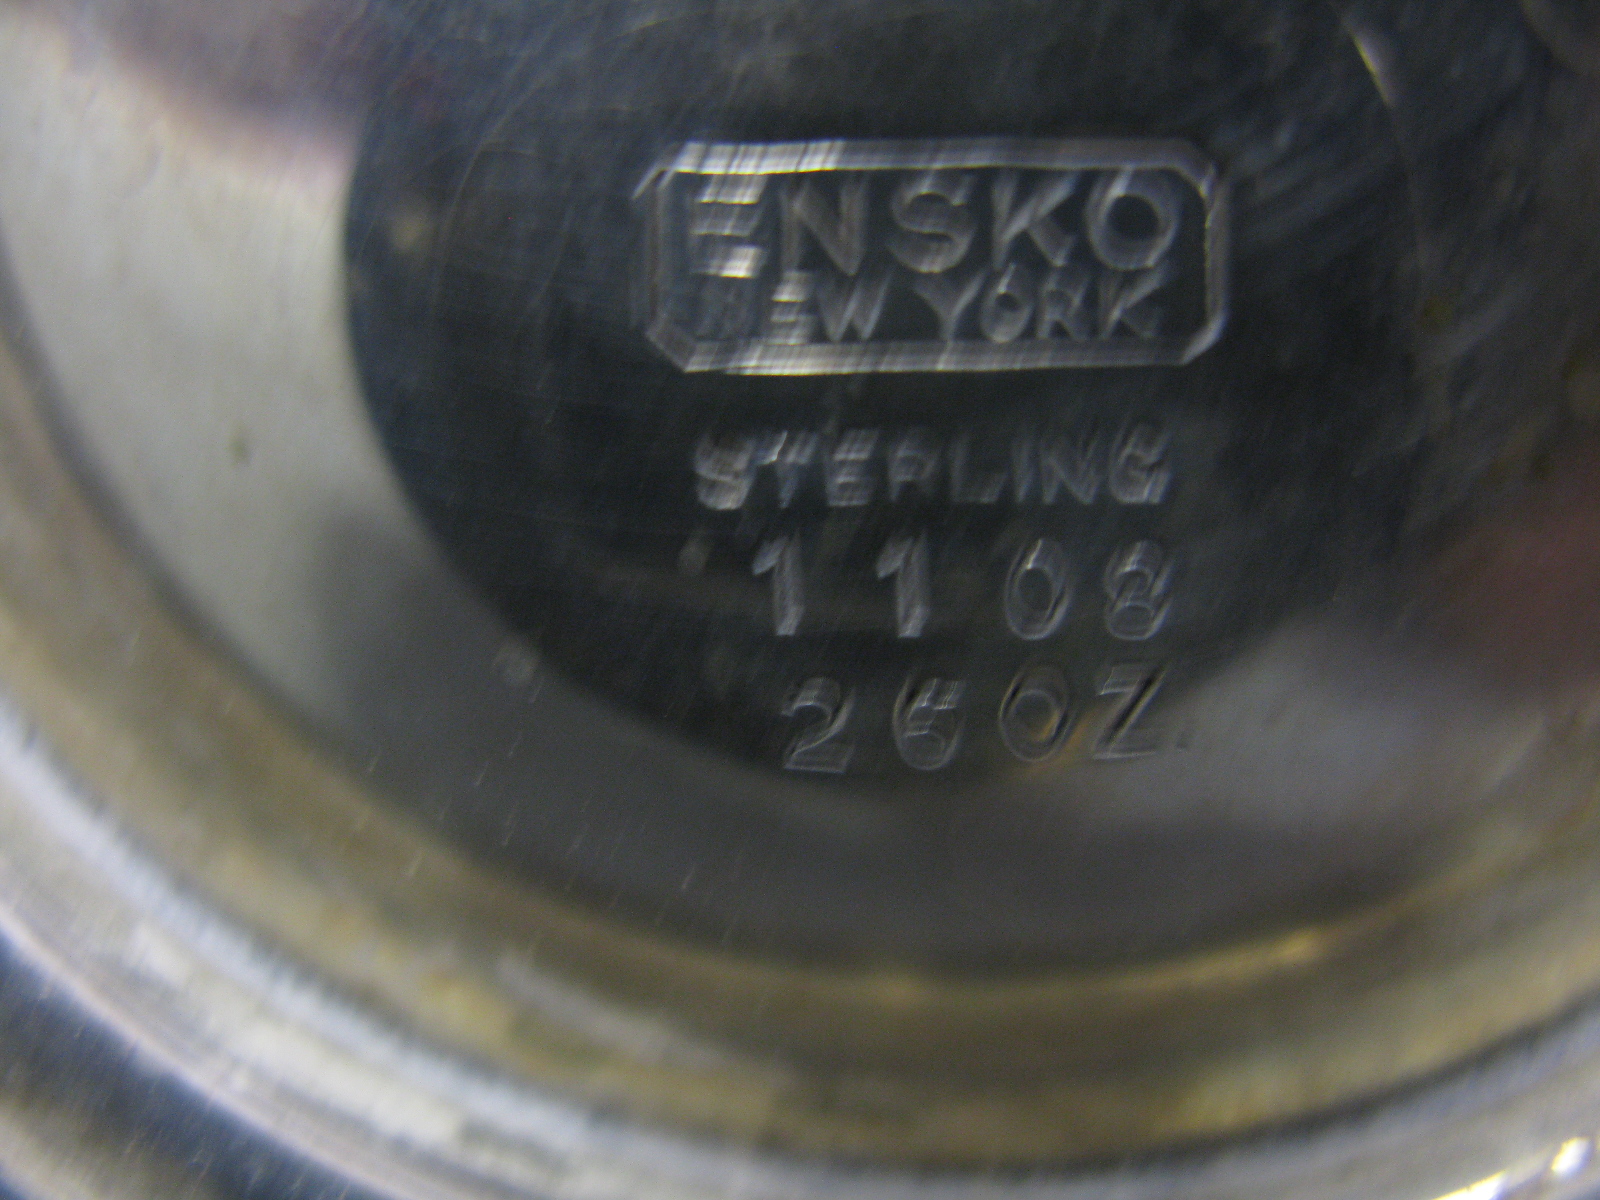 ENSKO
NEW YORK
STERLING
1108
26OZ.